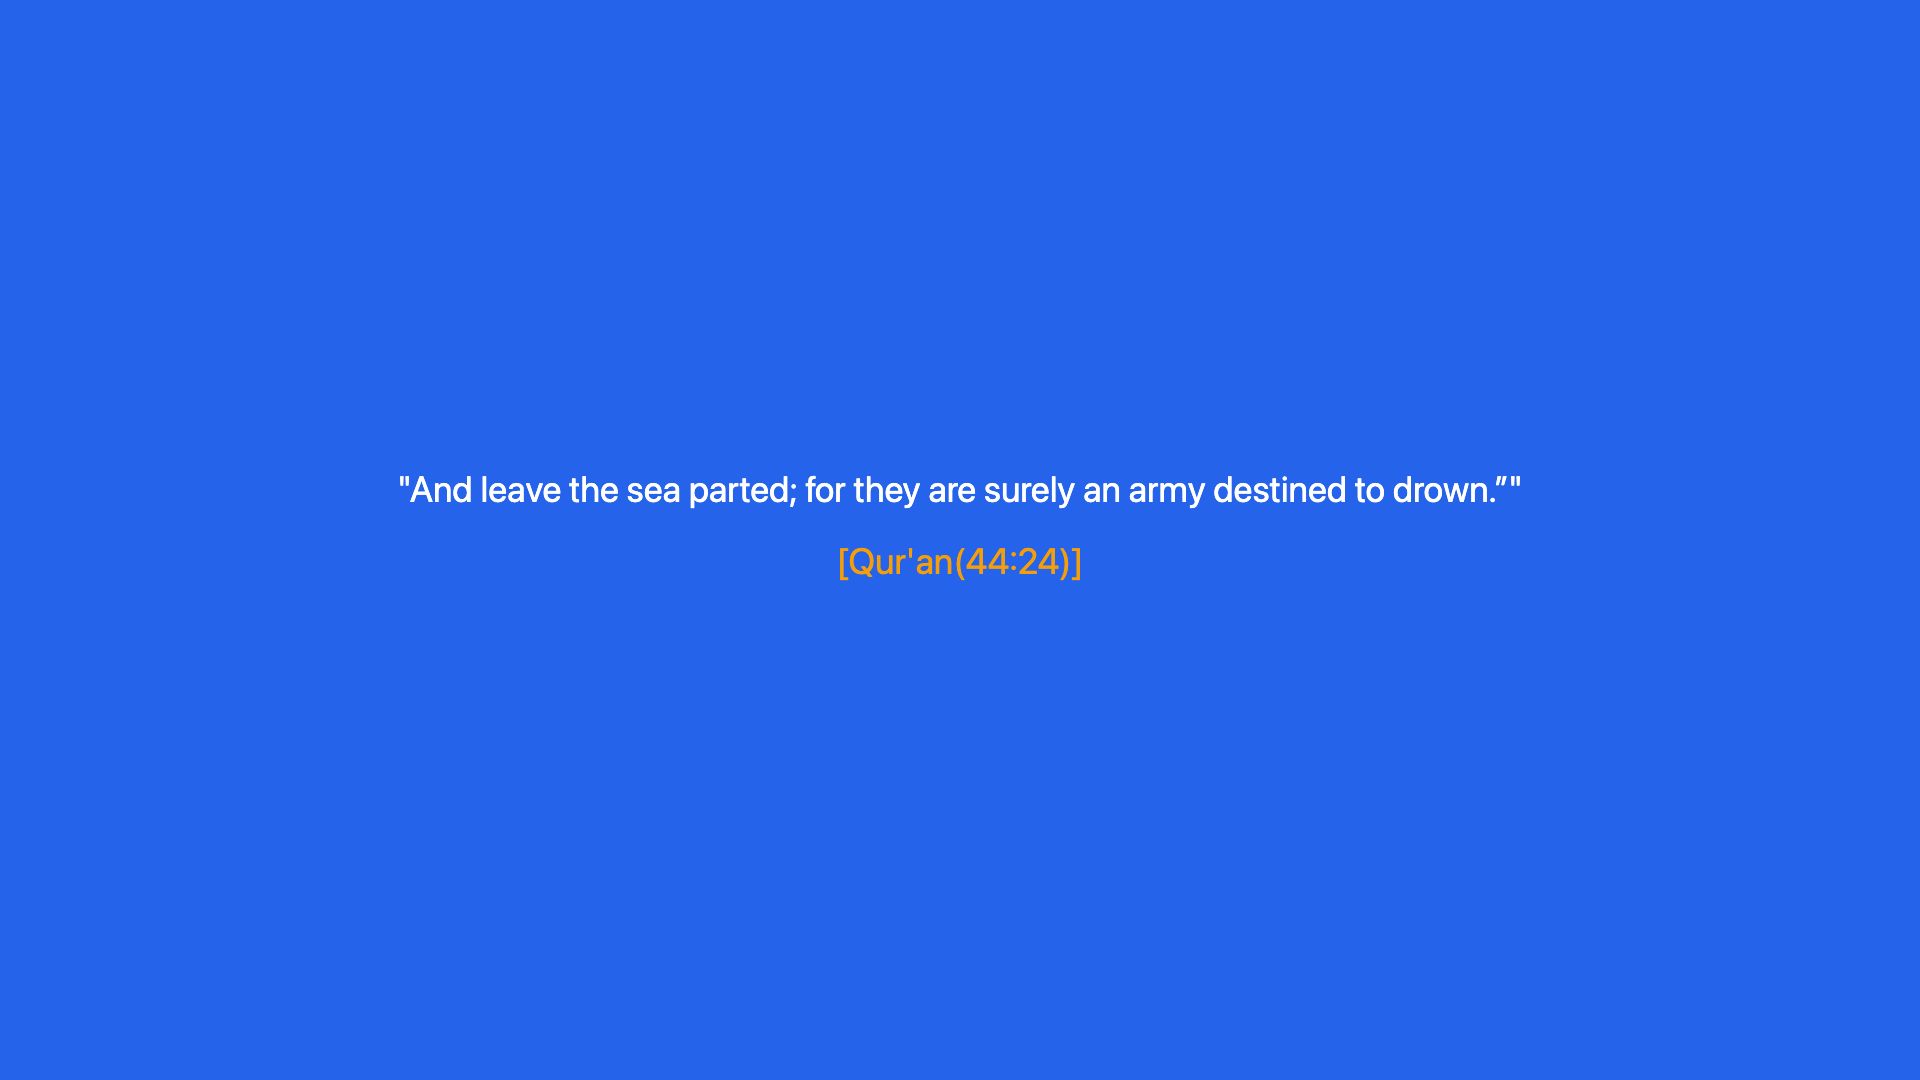 "And leave the sea parted; for they are surely an army destined to drown.”"
[Qur'an(44:24)]